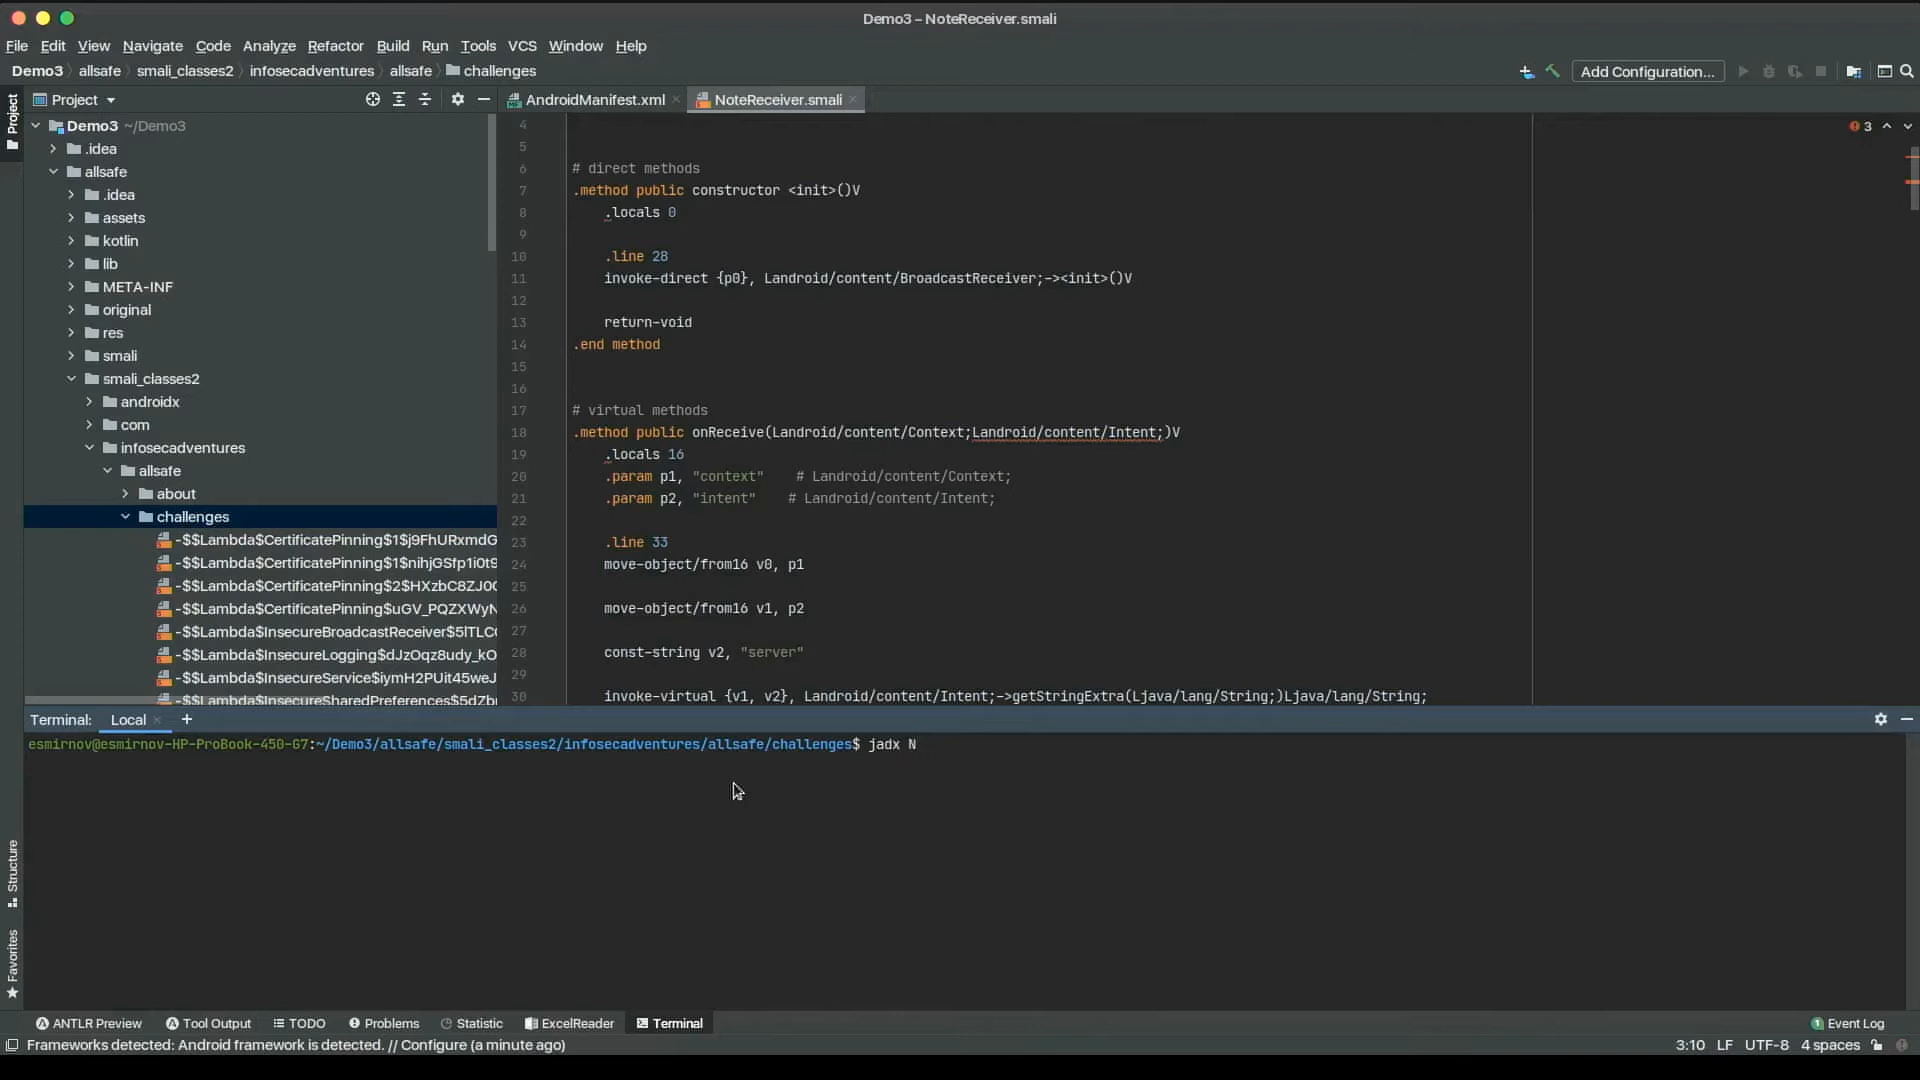 Demo3 – NoteReceiver.smali
File Edit View Navigate Code Analyze Refactor Build Run Tools VCS Window Help
Demo3 allsafe smali_classes2 infosecadventures allsafe challenges
Add Configuration...
Project
AndroidManifest.xml
NoteReceiver.smali
Project
Demo3 ~/Demo3
.idea
allsafe
.idea
assets
kotlin
lib
META-INF
original
res
smali
smali_classes2
androidx
com
infosecadventures
allsafe
about
challenges
-$$Lambda$CertificatePinning$1$j9FhURxmdG
-$$Lambda$CertificatePinning$1$nihjGSfp1i0t9
-$$Lambda$CertificatePinning$2$HXzbC8ZJ0
-$$Lambda$CertificatePinning$uGV_PQZXWyN
-$$Lambda$InsecureBroadcastReceiver$5lTLC
-$$Lambda$InsecureLogging$dJzOqz8udy_kO
-$$Lambda$InsecureService$iymH2PUit45weJ
-$$Lambda$InsecureSharedPreferences$5dZb
3
4
5
6 # direct methods
7 .method public constructor <init>()V
8 .locals 0
9
10 .line 28
11 invoke-direct {p0}, Landroid/content/BroadcastReceiver;-><init>()V
12
13 return-void
14 .end method
15
16
17 # virtual methods
18 .method public onReceive(Landroid/content/Context;Landroid/content/Intent;)V
19 .locals 16
20 .param p1, "context" # Landroid/content/Context;
21 .param p2, "intent" # Landroid/content/Intent;
22
23 .line 33
24 move-object/from16 v0, p1
25
26 move-object/from16 v1, p2
27
28 const-string v2, "server"
29
30 invoke-virtual {v1, v2}, Landroid/content/Intent;->getStringExtra(Ljava/lang/String;)Ljava/lang/String;
Terminal: Local +
esmirnov@esmirnov-HP-ProBook-450-G7:~/Demo3/allsafe/smali_classes2/infosecadventures/allsafe/challenges$ jadx N
Structure
Favorites
ANTLR Preview Tool Output TODO Problems Statistic ExcelReader Terminal
1 Event Log
Frameworks detected: Android framework is detected. // Configure (a minute ago)
3:10 LF UTF-8 4 spaces